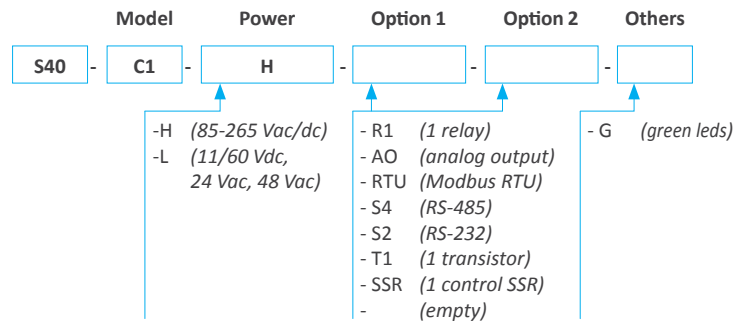 Model Power Option 1 Option 2 Others
S40 - C1 - H - - -
-H (85-265 Vac/dc) - R1 (1 relay) - G (green leds)
-L (11/60 Vdc, - AO (analog output)
24 Vac, 48 Vac) - RTU (Modbus RTU)
- S4 (RS-485)
- S2 (RS-232)
- T1 (1 transistor)
- SSR (1 control SSR)
- (empty)